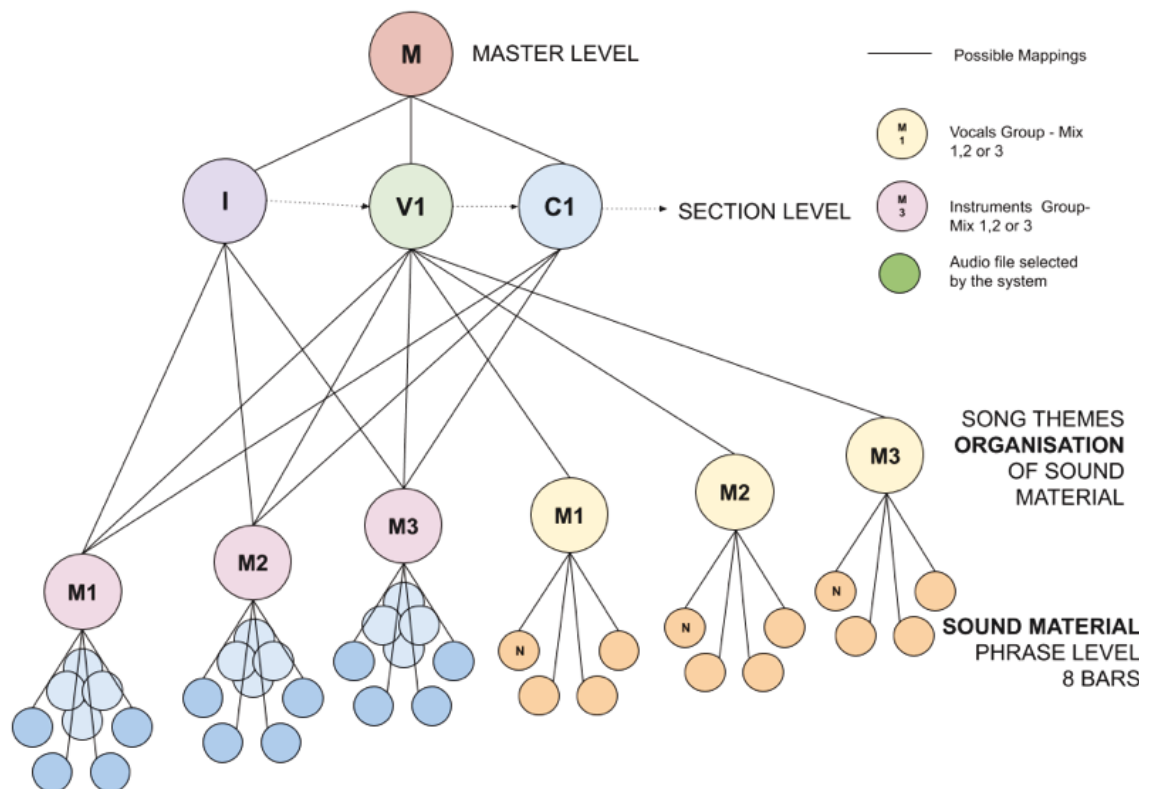 M
MASTER LEVEL
Possible Mappings
M
1
Vocals Group - Mix
1,2 or 3
I
V1
C1
SECTION LEVEL
M
3
Instruments Group-
Mix 1,2 or 3
Audio file selected
by the system
SONG THEMES
ORGANISATION
OF SOUND
MATERIAL
M3
M2
M1
M3
M2
M1
N
N
N
SOUND MATERIAL
PHRASE LEVEL
8 BARS